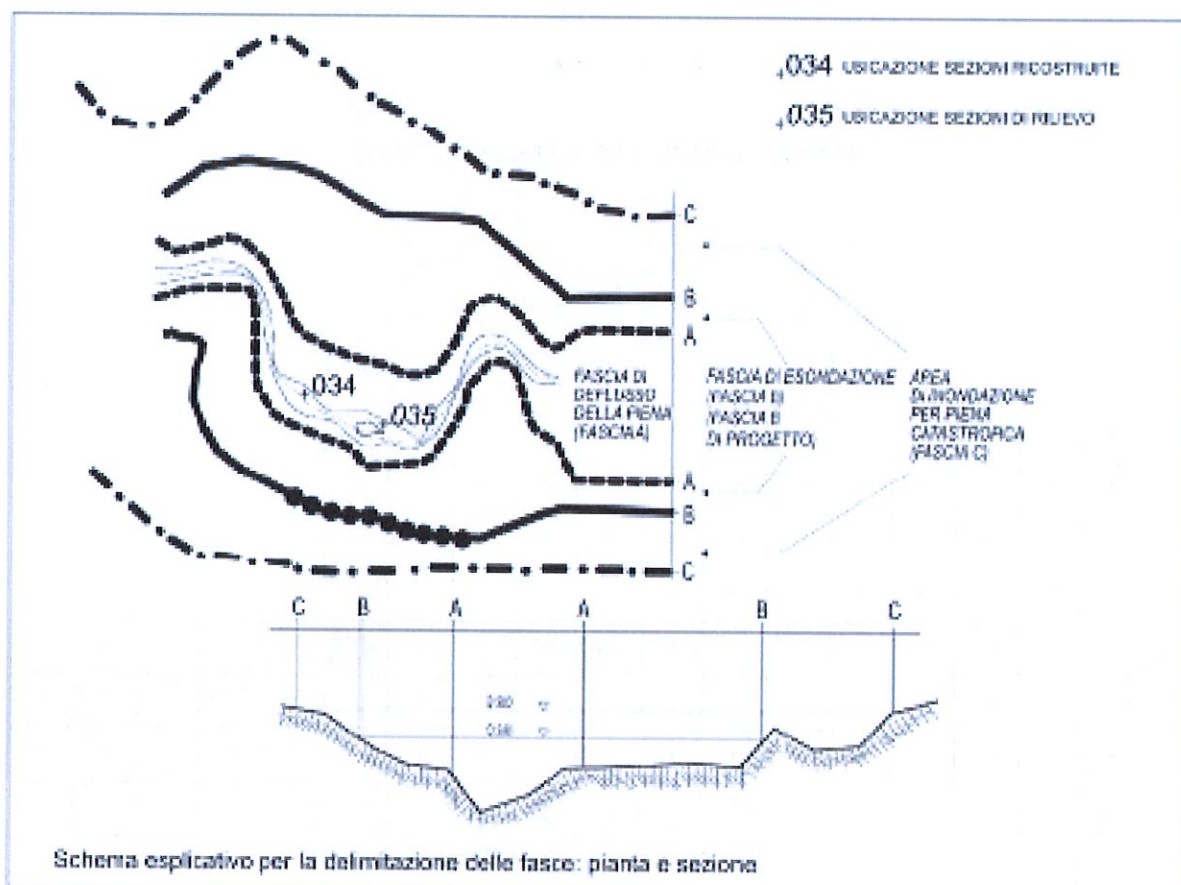 034 UBICAZIONE SEZIONI RICOSTRUITE
035 UBICAZIONE SEZIONI DI RILIEVO
C
B
A
034
035
FASCIA DI
DEFLUSSO
DELLA PIENA
(FASCIA A)
FASCIA DI ESONDAZIONE
(FASCIA B)
(FASCIA B
DI PROGETTO)
AREA
DI INONDAZIONE
PER PIENA
CATASTROFICA
(FASCIA C)
A
B
C
C B A A B C
Schema esplicativo per la delimitazione delle fasce: pianta e sezione